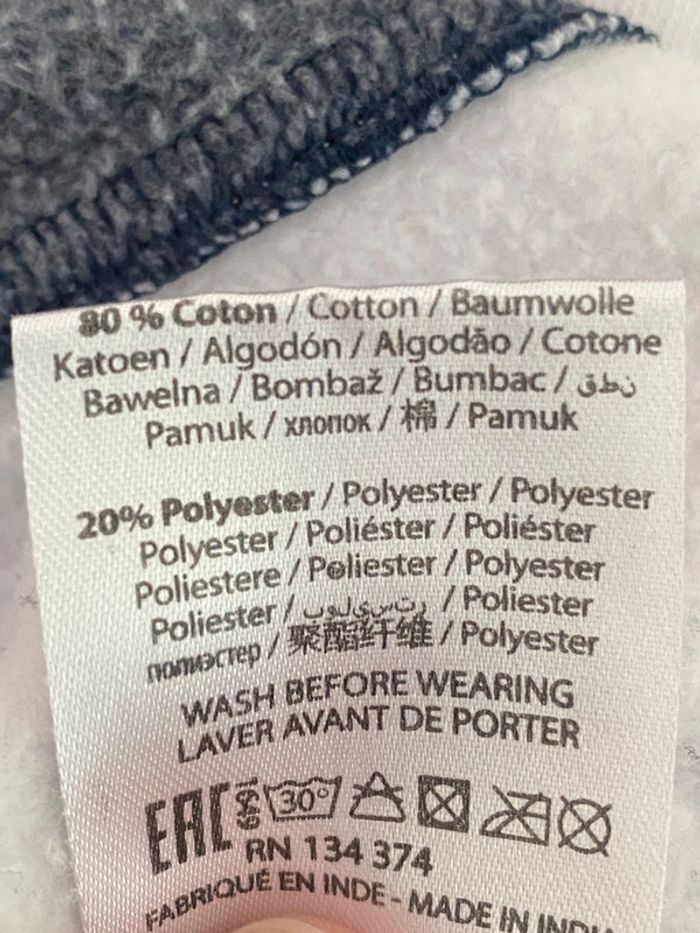 80 % Coton / Cotton / Baumwolle
Katoen / Algodón / Algodão / Cotone
Bawelna / Bombaž / Bumbac / نطق
Pamuk / хлопок / 棉 / Pamuk
20% Polyester / Polyester / Polyester
Polyester / Poliéster / Poliéster
Poliestere / Poliester / Polyester
Poliester / رتسيلوب / Poliester
полиэстер / 聚酯纤维 / Polyester
WASH BEFORE WEARING
LAVER AVANT DE PORTER
EAC 30°
RN 134 374
FABRIQUÉ EN INDE - MADE IN INDIA